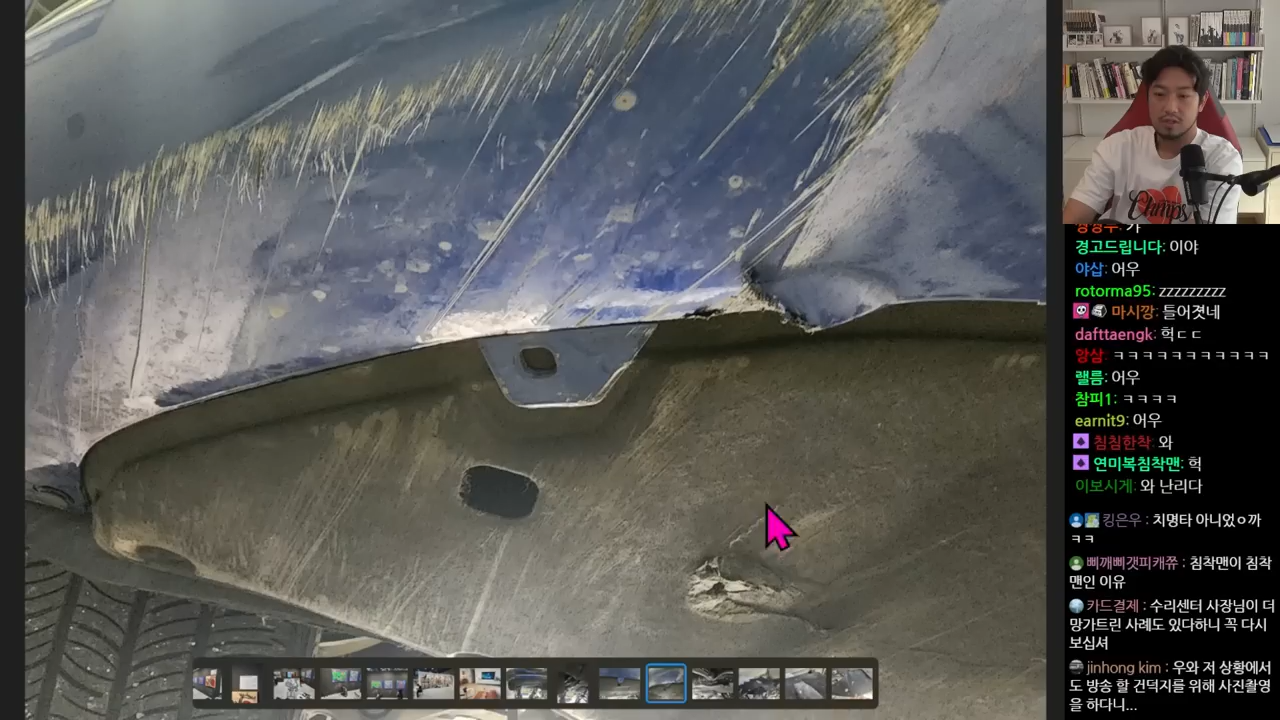 Champs
경고드립니다: 이야
야삽: 어우
rotorma95: zzzzzzzzz
마시깡: 틀어졋네
dafttaengk: 헉ㄷㄷ
앙삼: ㅋㅋㅋㅋㅋㅋㅋㅋㅋㅋㅋ
랠름: 어우
참피1: ㅋㅋㅋㅋ
earnit9: 어우
침침한착: 와
연미복침착맨: 헉
이보시게: 와 난리다
킹은우 : 치명타 아니었ㅇ까
ㅋㅋ
삐깨삐갯피캐쮸 : 침착맨이 침착
맨인 이유
카드결제 : 수리센터 사장님이 더
망가트린 사례도 있다하니 꼭 다시
보십셔
jinhong kim : 우와 저 상황에서
도 방송 할 건덕지를 위해 사진촬영
을 하다니...